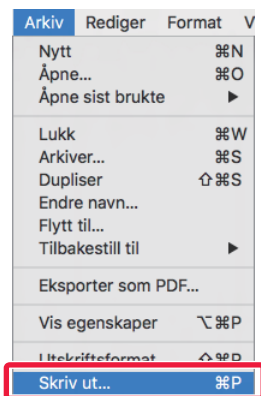 Arkiv Rediger Format V
Nytt ⌘N
Åpne... ⌘O
Åpne sist brukte ▶
Lukk ⌘W
Arkiver... ⌘S
Dupliser ⇧⌘S
Endre navn...
Flytt til...
Tilbakestill til ▶
Eksporter som PDF...
Vis egenskaper ⌥⌘P
Utskriftsformat ⇧⌘P
Skriv ut... ⌘P